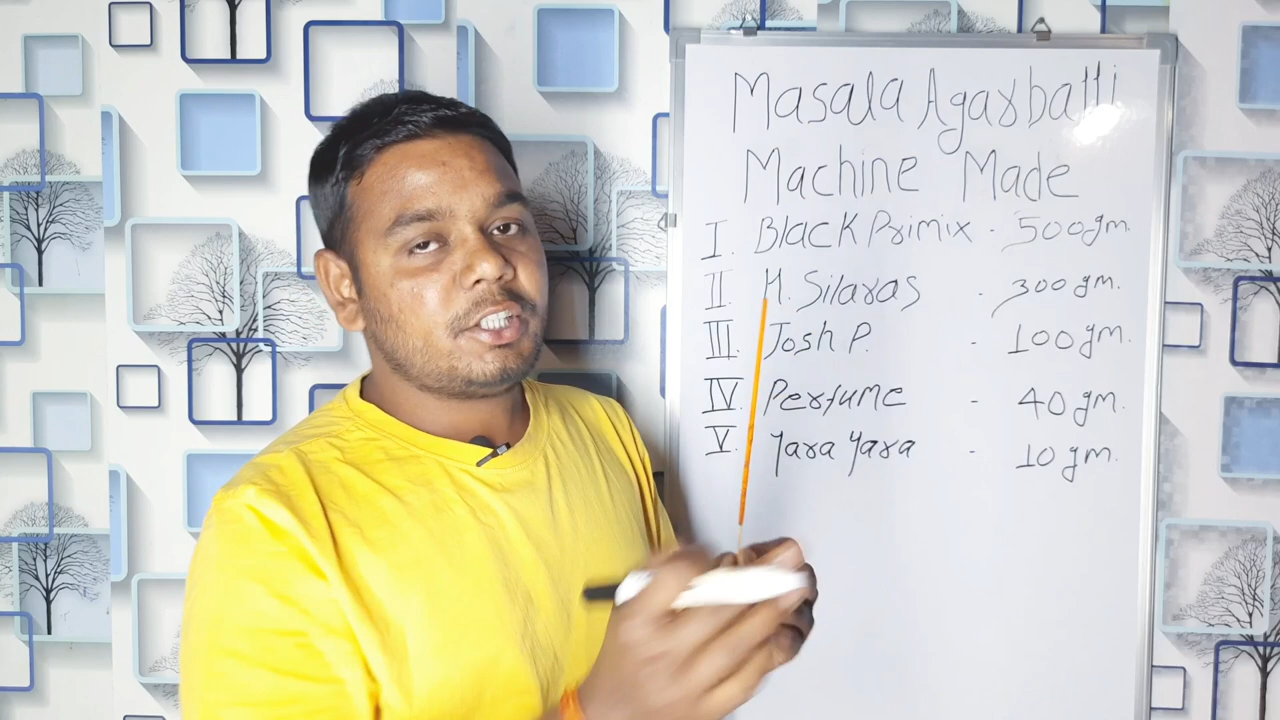 Masala Agarbatti
Machine Made
I. Black Primix - 500gm.
II. H. Silaras - 300gm.
III. Josh P. - 100gm.
IV. Perfume - 40gm.
V. Yara Yara - 10gm.